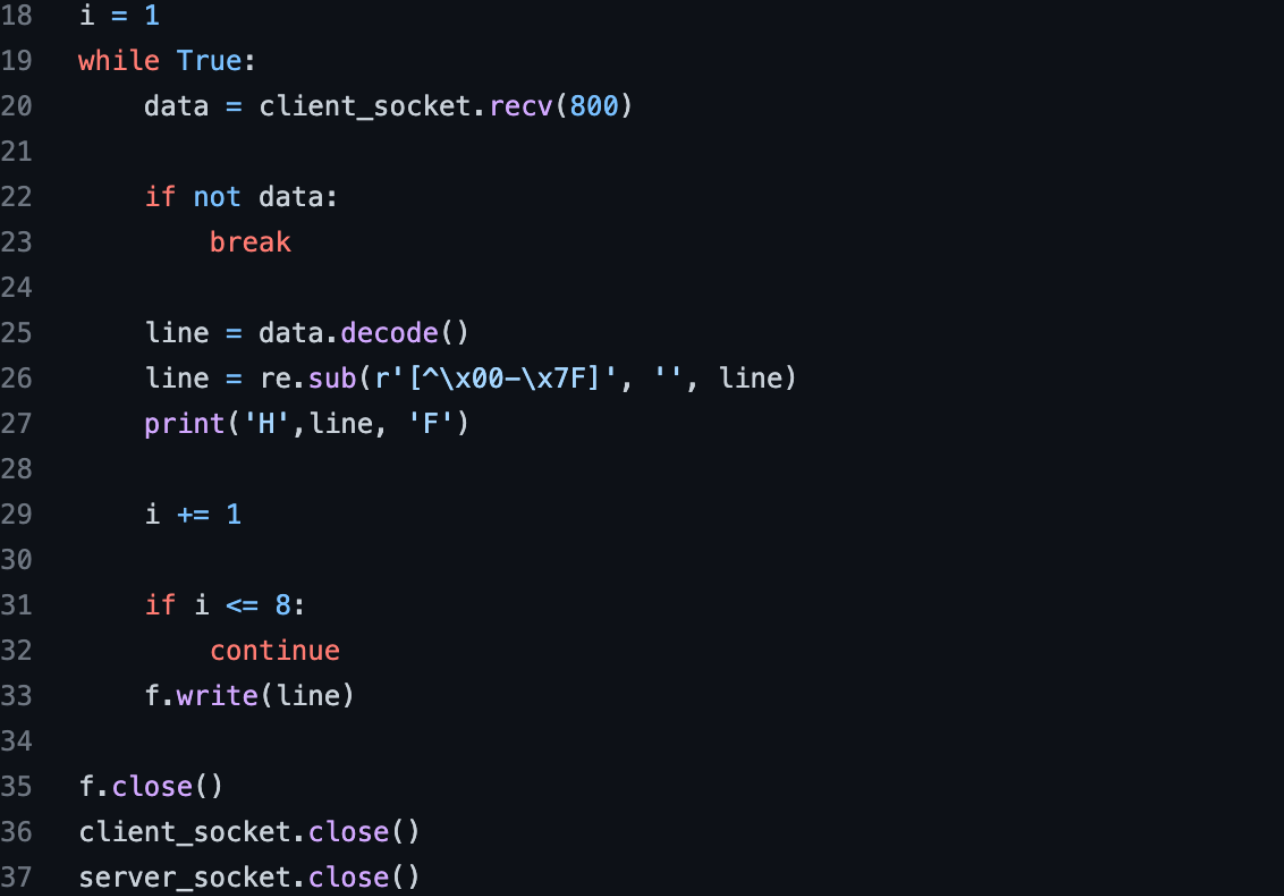 18 i = 1
19 while True:
20     data = client_socket.recv(800)
21
22     if not data:
23         break
24
25     line = data.decode()
26     line = re.sub(r'[^\x00-\x7F]', '', line)
27     print('H',line, 'F')
28
29     i += 1
30
31     if i <= 8:
32         continue
33     f.write(line)
34
35 f.close()
36 client_socket.close()
37 server_socket.close()